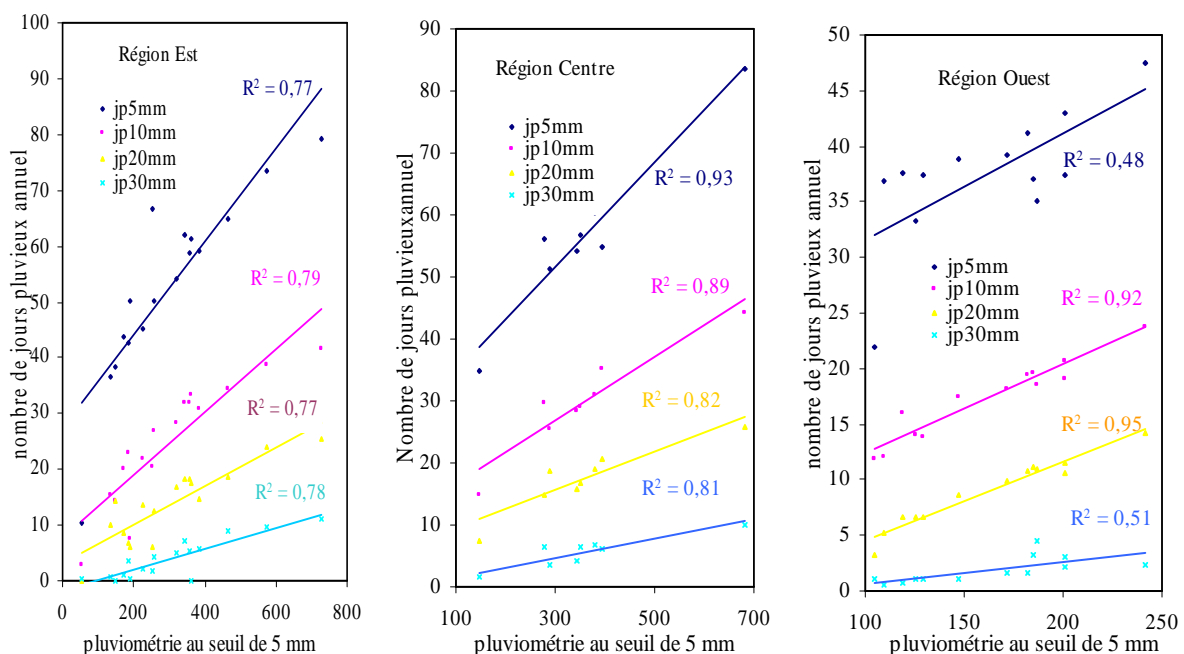 nombre de jours pluvieux annuel
100
90
80
70
60
50
40
30
20
10
0
Région Est
jp5mm
jp10mm
jp20mm
jp30mm
R² = 0,77
R² = 0,79
R² = 0,77
R² = 0,78
0
200
400
600
800
pluviométrie au seuil de 5 mm
Nombre de jours pluvieuxannuel
90
80
70
60
50
40
30
20
10
0
Région Centre
jp5mm
jp10mm
jp20mm
jp30mm
R² = 0,93
R² = 0,89
R² = 0,82
R² = 0,81
100
300
500
700
pluviométrie au seuil de 5 mm
nombre de jours pluvieux annuel
50
45
40
35
30
25
20
15
10
5
0
Région Ouest
R² = 0,48
jp5mm
jp10mm
jp20mm
jp30mm
R² = 0,92
R² = 0,95
R² = 0,51
100
150
200
250
pluviométrie au seuil de 5 mm